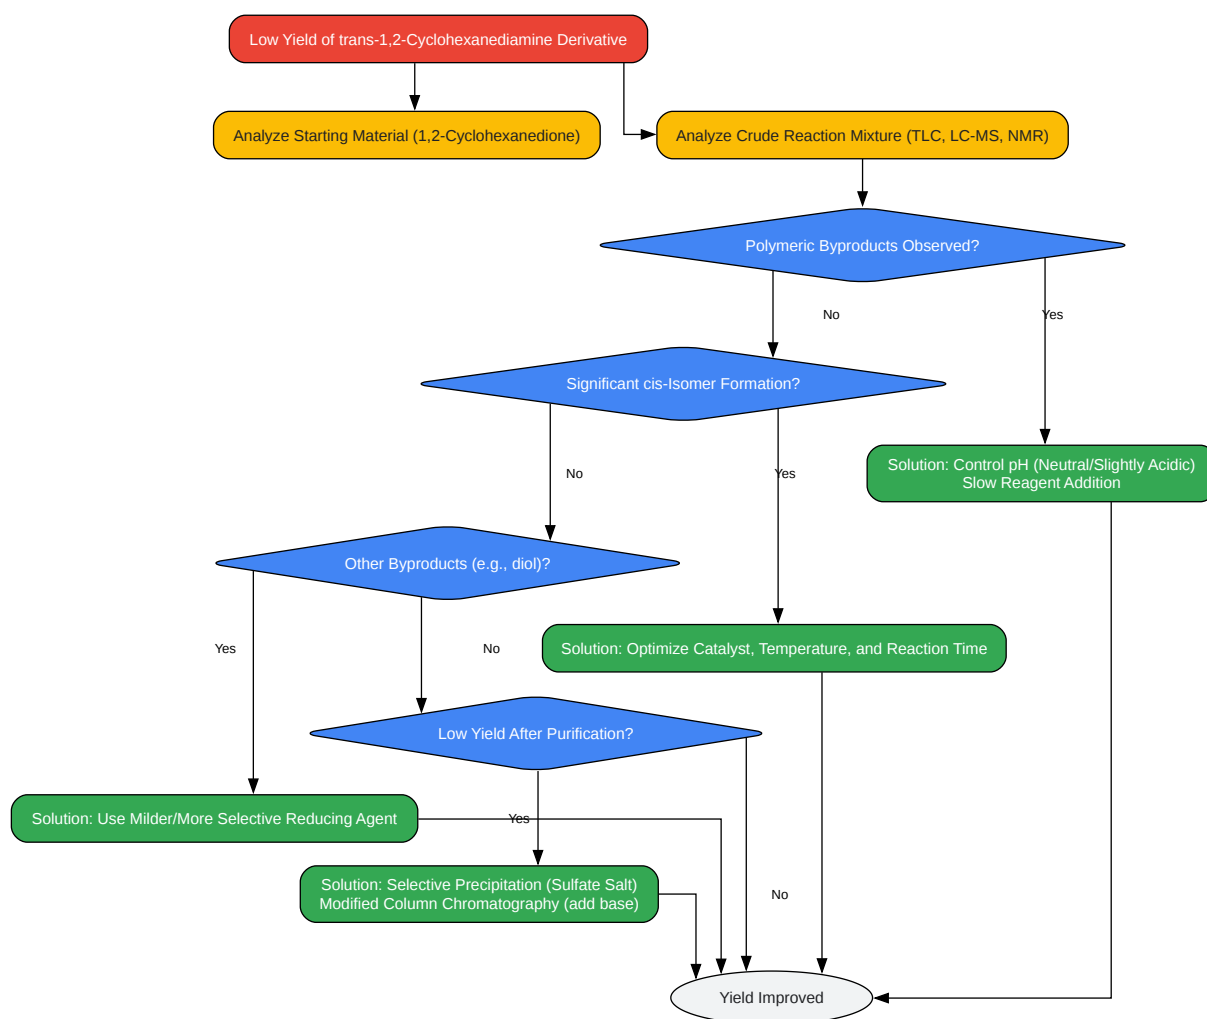 Low Yield of trans-1,2-Cyclohexanediamine Derivative
Analyze Starting Material (1,2-Cyclohexanedione)
Analyze Crude Reaction Mixture (TLC, LC-MS, NMR)
Polymeric Byproducts Observed?
No
Yes
Significant cis-Isomer Formation?
Solution: Control pH (Neutral/Slightly Acidic)
Slow Reagent Addition
No
Yes
Other Byproducts (e.g., diol)?
Yes
No
Solution: Optimize Catalyst, Temperature, and Reaction Time
Low Yield After Purification?
Solution: Use Milder/More Selective Reducing Agent
Yes
Solution: Selective Precipitation (Sulfate Salt)
Modified Column Chromatography (add base)
No
Yield Improved